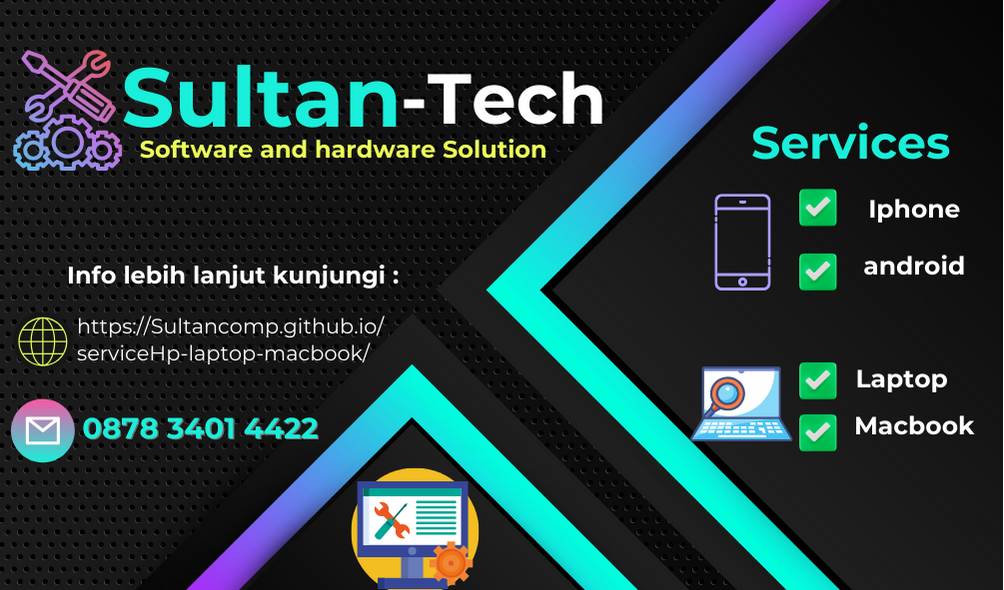 Sultan-Tech
Software and hardware Solution
Info lebih lanjut kunjungi :
https://Sultancomp.github.io/
serviceHp-laptop-macbook/
0878 3401 4422
Services
Iphone
android
Laptop
Macbook